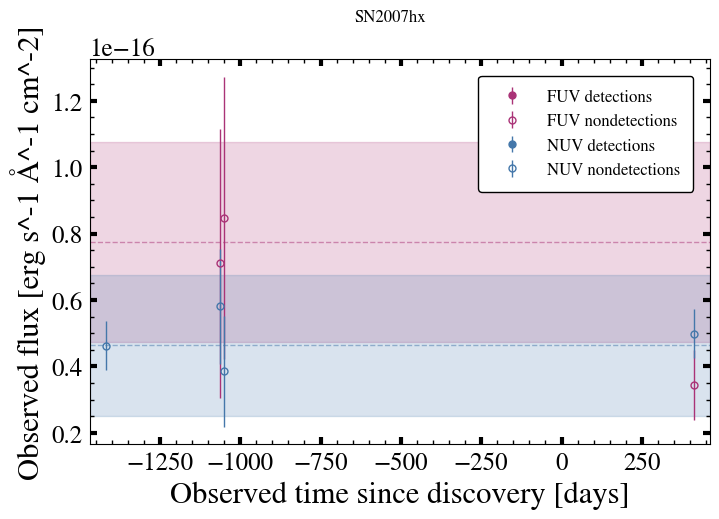 SN2007hx
1e−16
Observed flux [erg s^-1 Å^-1 cm^-2]
1.2
1.0
0.8
0.6
0.4
0.2
FUV detections
FUV nondetections
NUV detections
NUV nondetections
−1250 −1000 −750 −500 −250 0 250
Observed time since discovery [days]